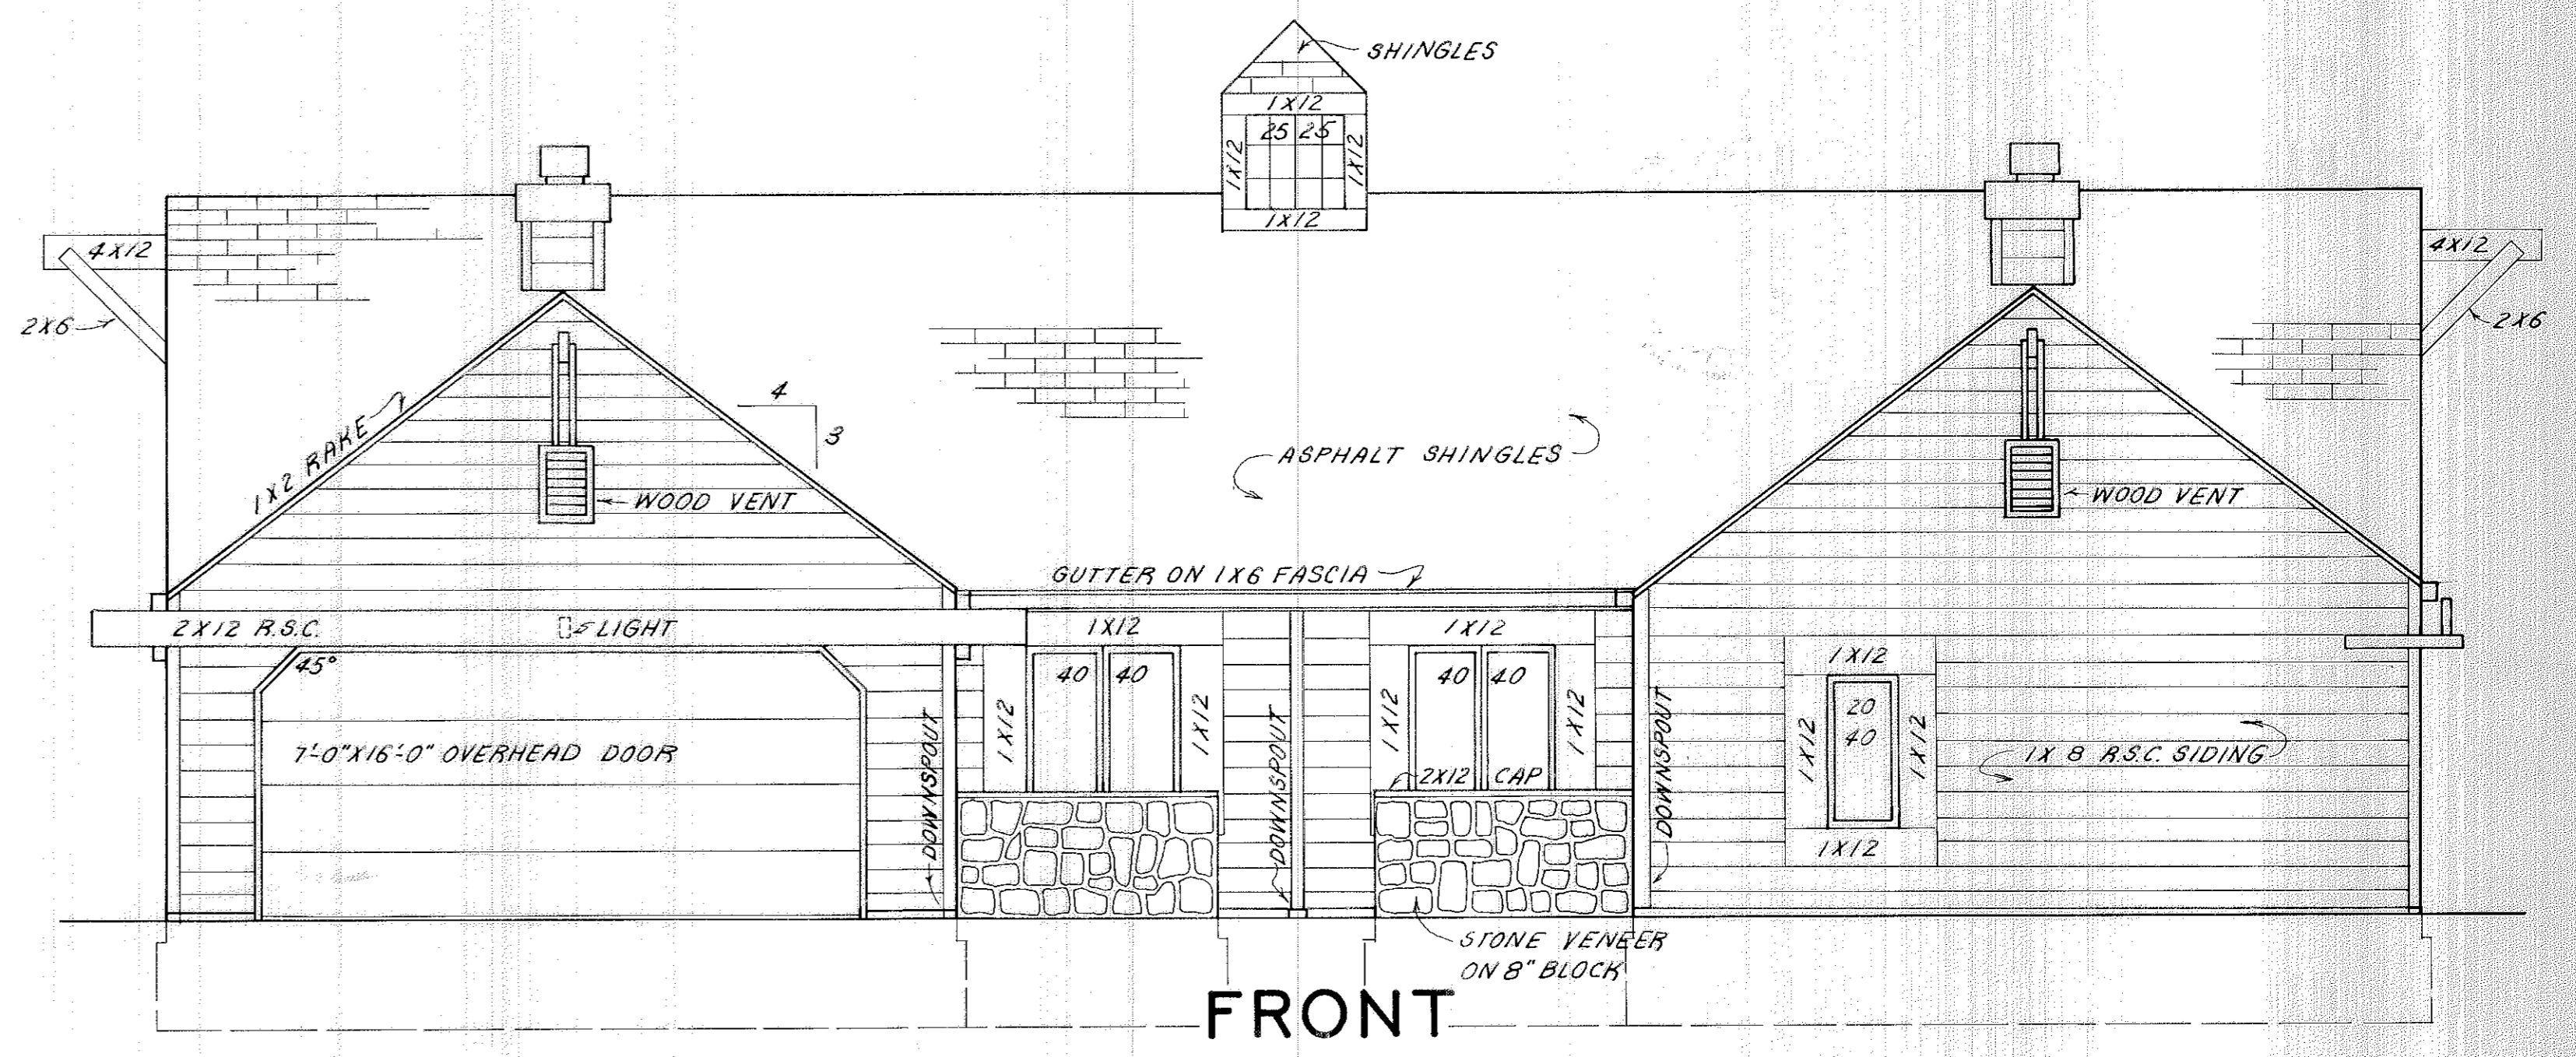 SHINGLES
1X12
25 25
1X12
1X12
1X12
4X12
4X12
2X6
2X6
4
3
1X2 RAKE
ASPHALT SHINGLES
WOOD VENT
WOOD VENT
GUTTER ON 1X6 FASCIA
2X12 R.S.C.
LIGHT
1X12
1X12
45°
40 40
40 40
1X12
20
40
1X12
1X12
1X12
1X12
1X12
1X12
7'-0"X16'-0" OVERHEAD DOOR
DOWNSPOUT
DOWNSPOUT
2X12 CAP
DOWNSPOUT
1X 8 R.S.C. SIDING
1X12
STONE VENEER
ON 8" BLOCK
FRONT